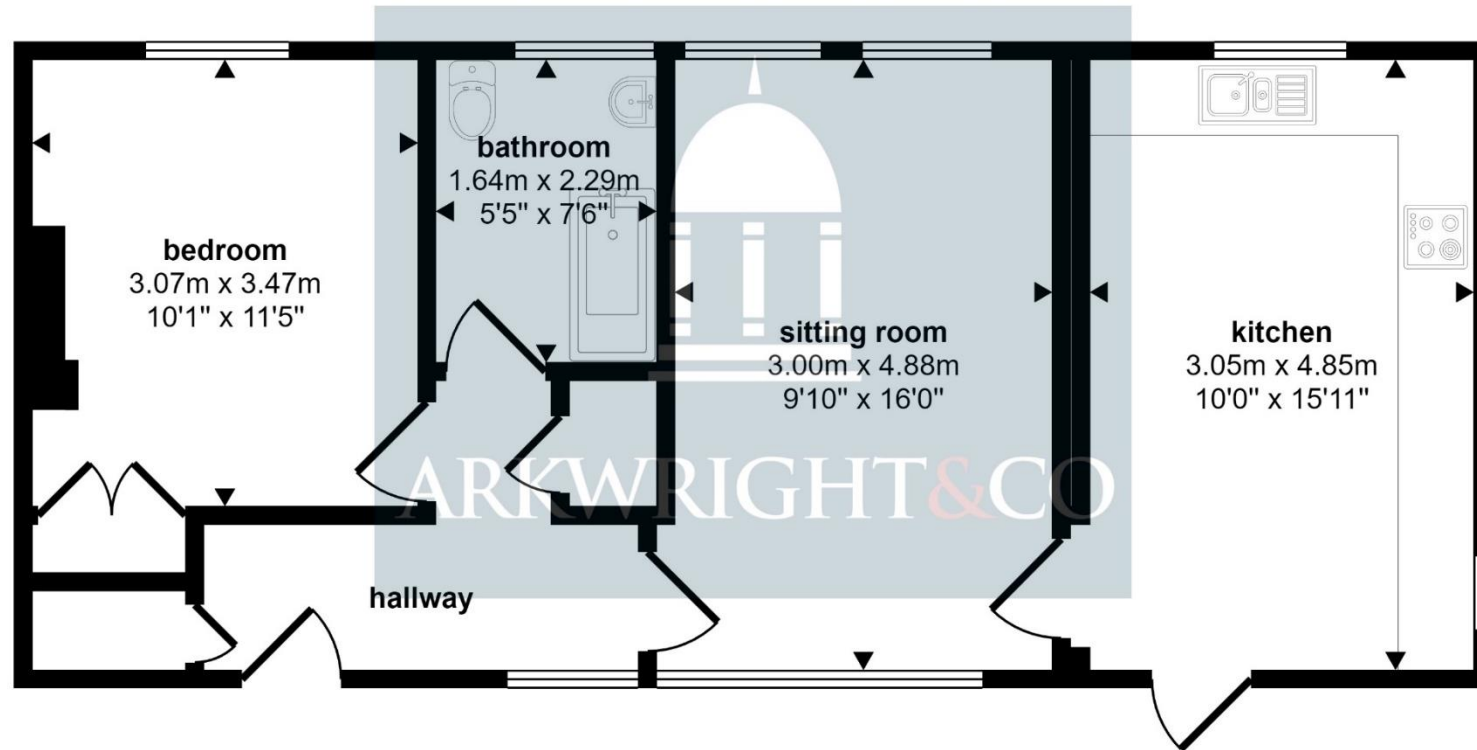 bathroom
1.64m x 2.29m
5'5" x 7'6"
bedroom
3.07m x 3.47m
10'1" x 11'5"
sitting room
3.00m x 4.88m
9'10" x 16'0"
kitchen
3.05m x 4.85m
10'0" x 15'11"
ARKWRIGHT&CO
hallway